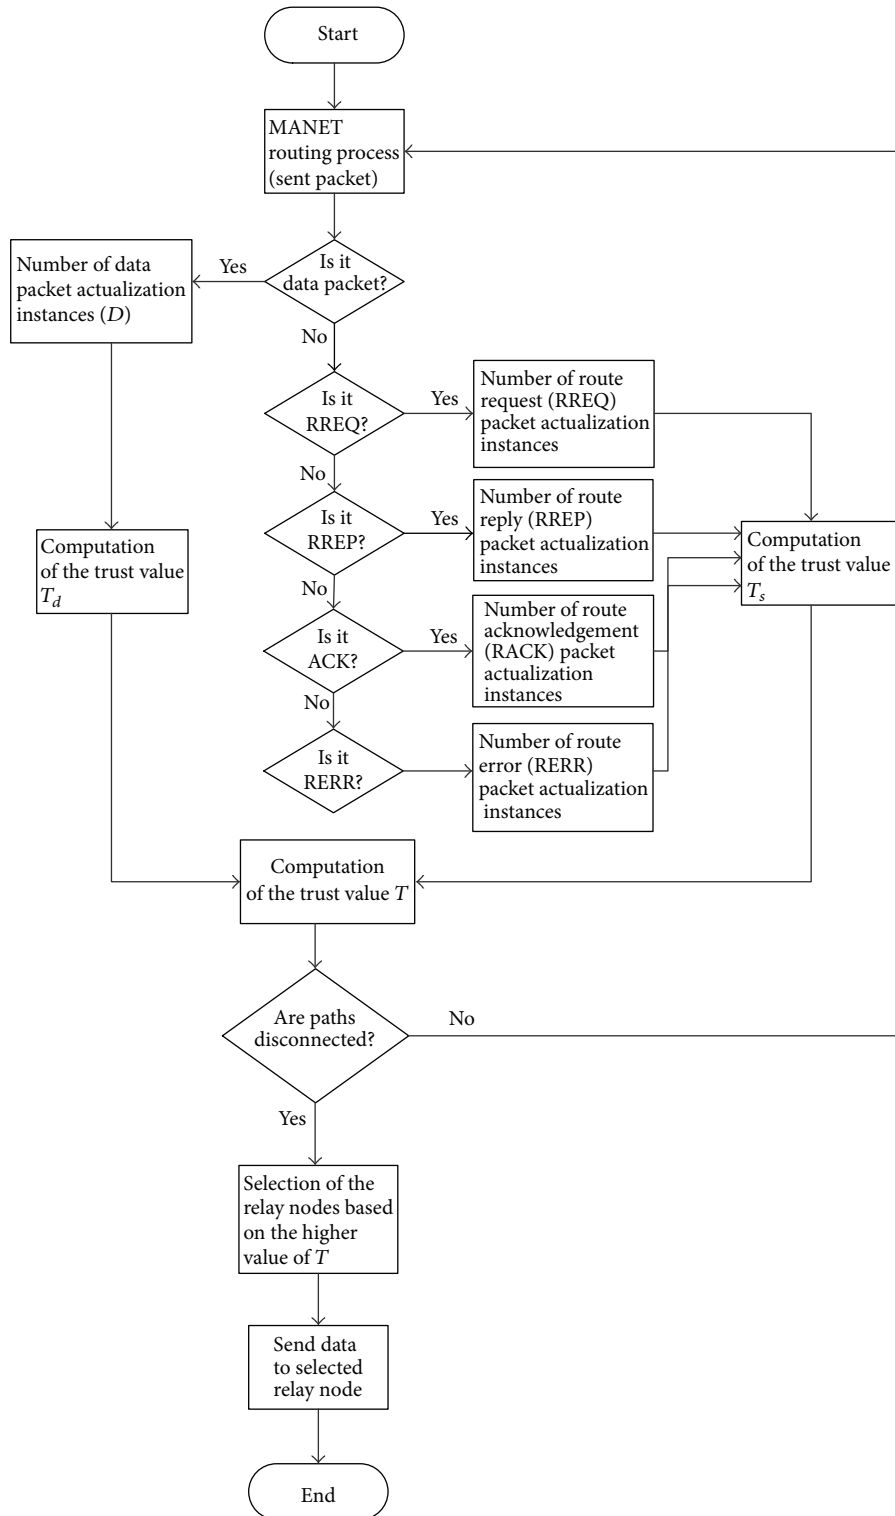 Start
MANET
routing process
(sent packet)
Is it
data packet?
Yes
Number of data
packet actualization
instances (D)
No
Is it
RREQ?
Yes
Number of route
request (RREQ)
packet actualization
instances
No
Is it
RREP?
Yes
Number of route
reply (RREP)
packet actualization
instances
Computation
of the trust value
T_s
Computation
of the trust value
T_d
No
Is it
ACK?
Yes
Number of route
acknowledgement
(RACK) packet
actualization
instances
No
Is it
RERR?
Number of route
error (RERR)
packet actualization
instances
Computation
of the trust value T
Are paths
disconnected?
No
Yes
Selection of the
relay nodes based
on the higher
value of T
Send data
to selected
relay node
End